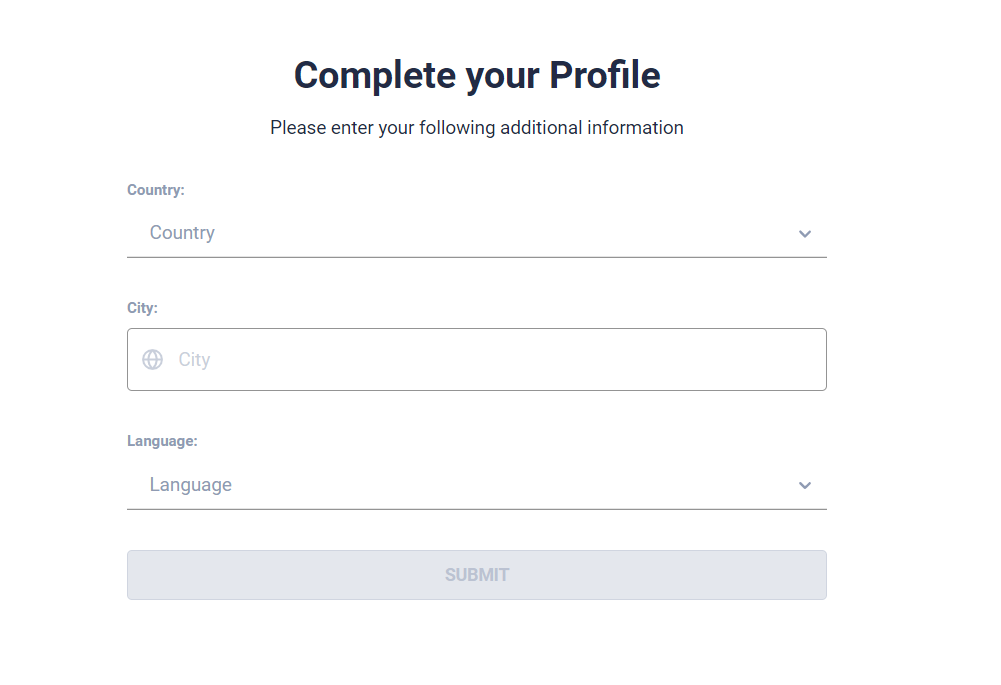 Complete your Profile
Please enter your following additional information
Country:
Country
City:
City
Language:
Language
SUBMIT